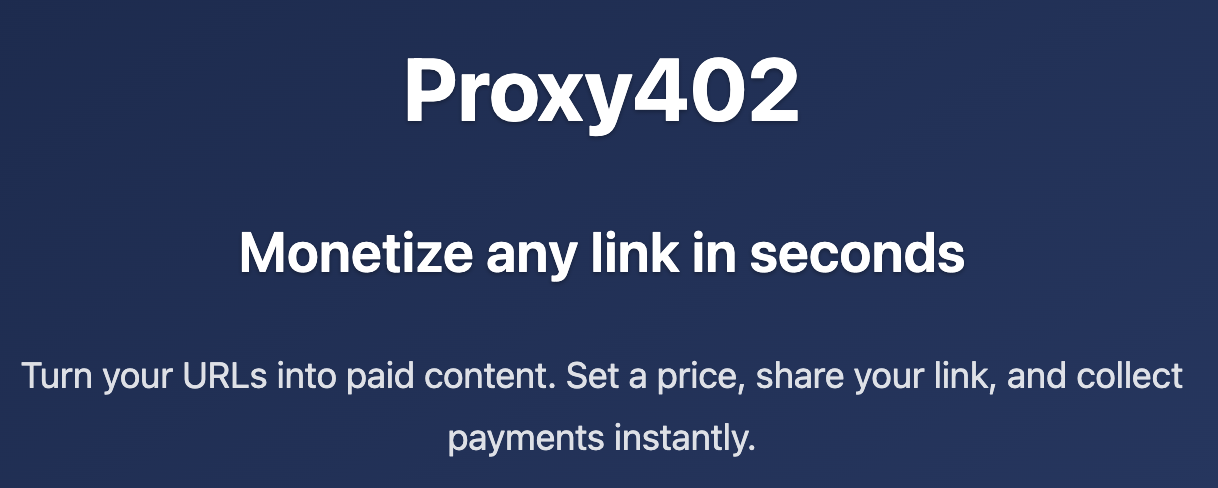 Proxy402
Monetize any link in seconds
Turn your URLs into paid content. Set a price, share your link, and collect
payments instantly.